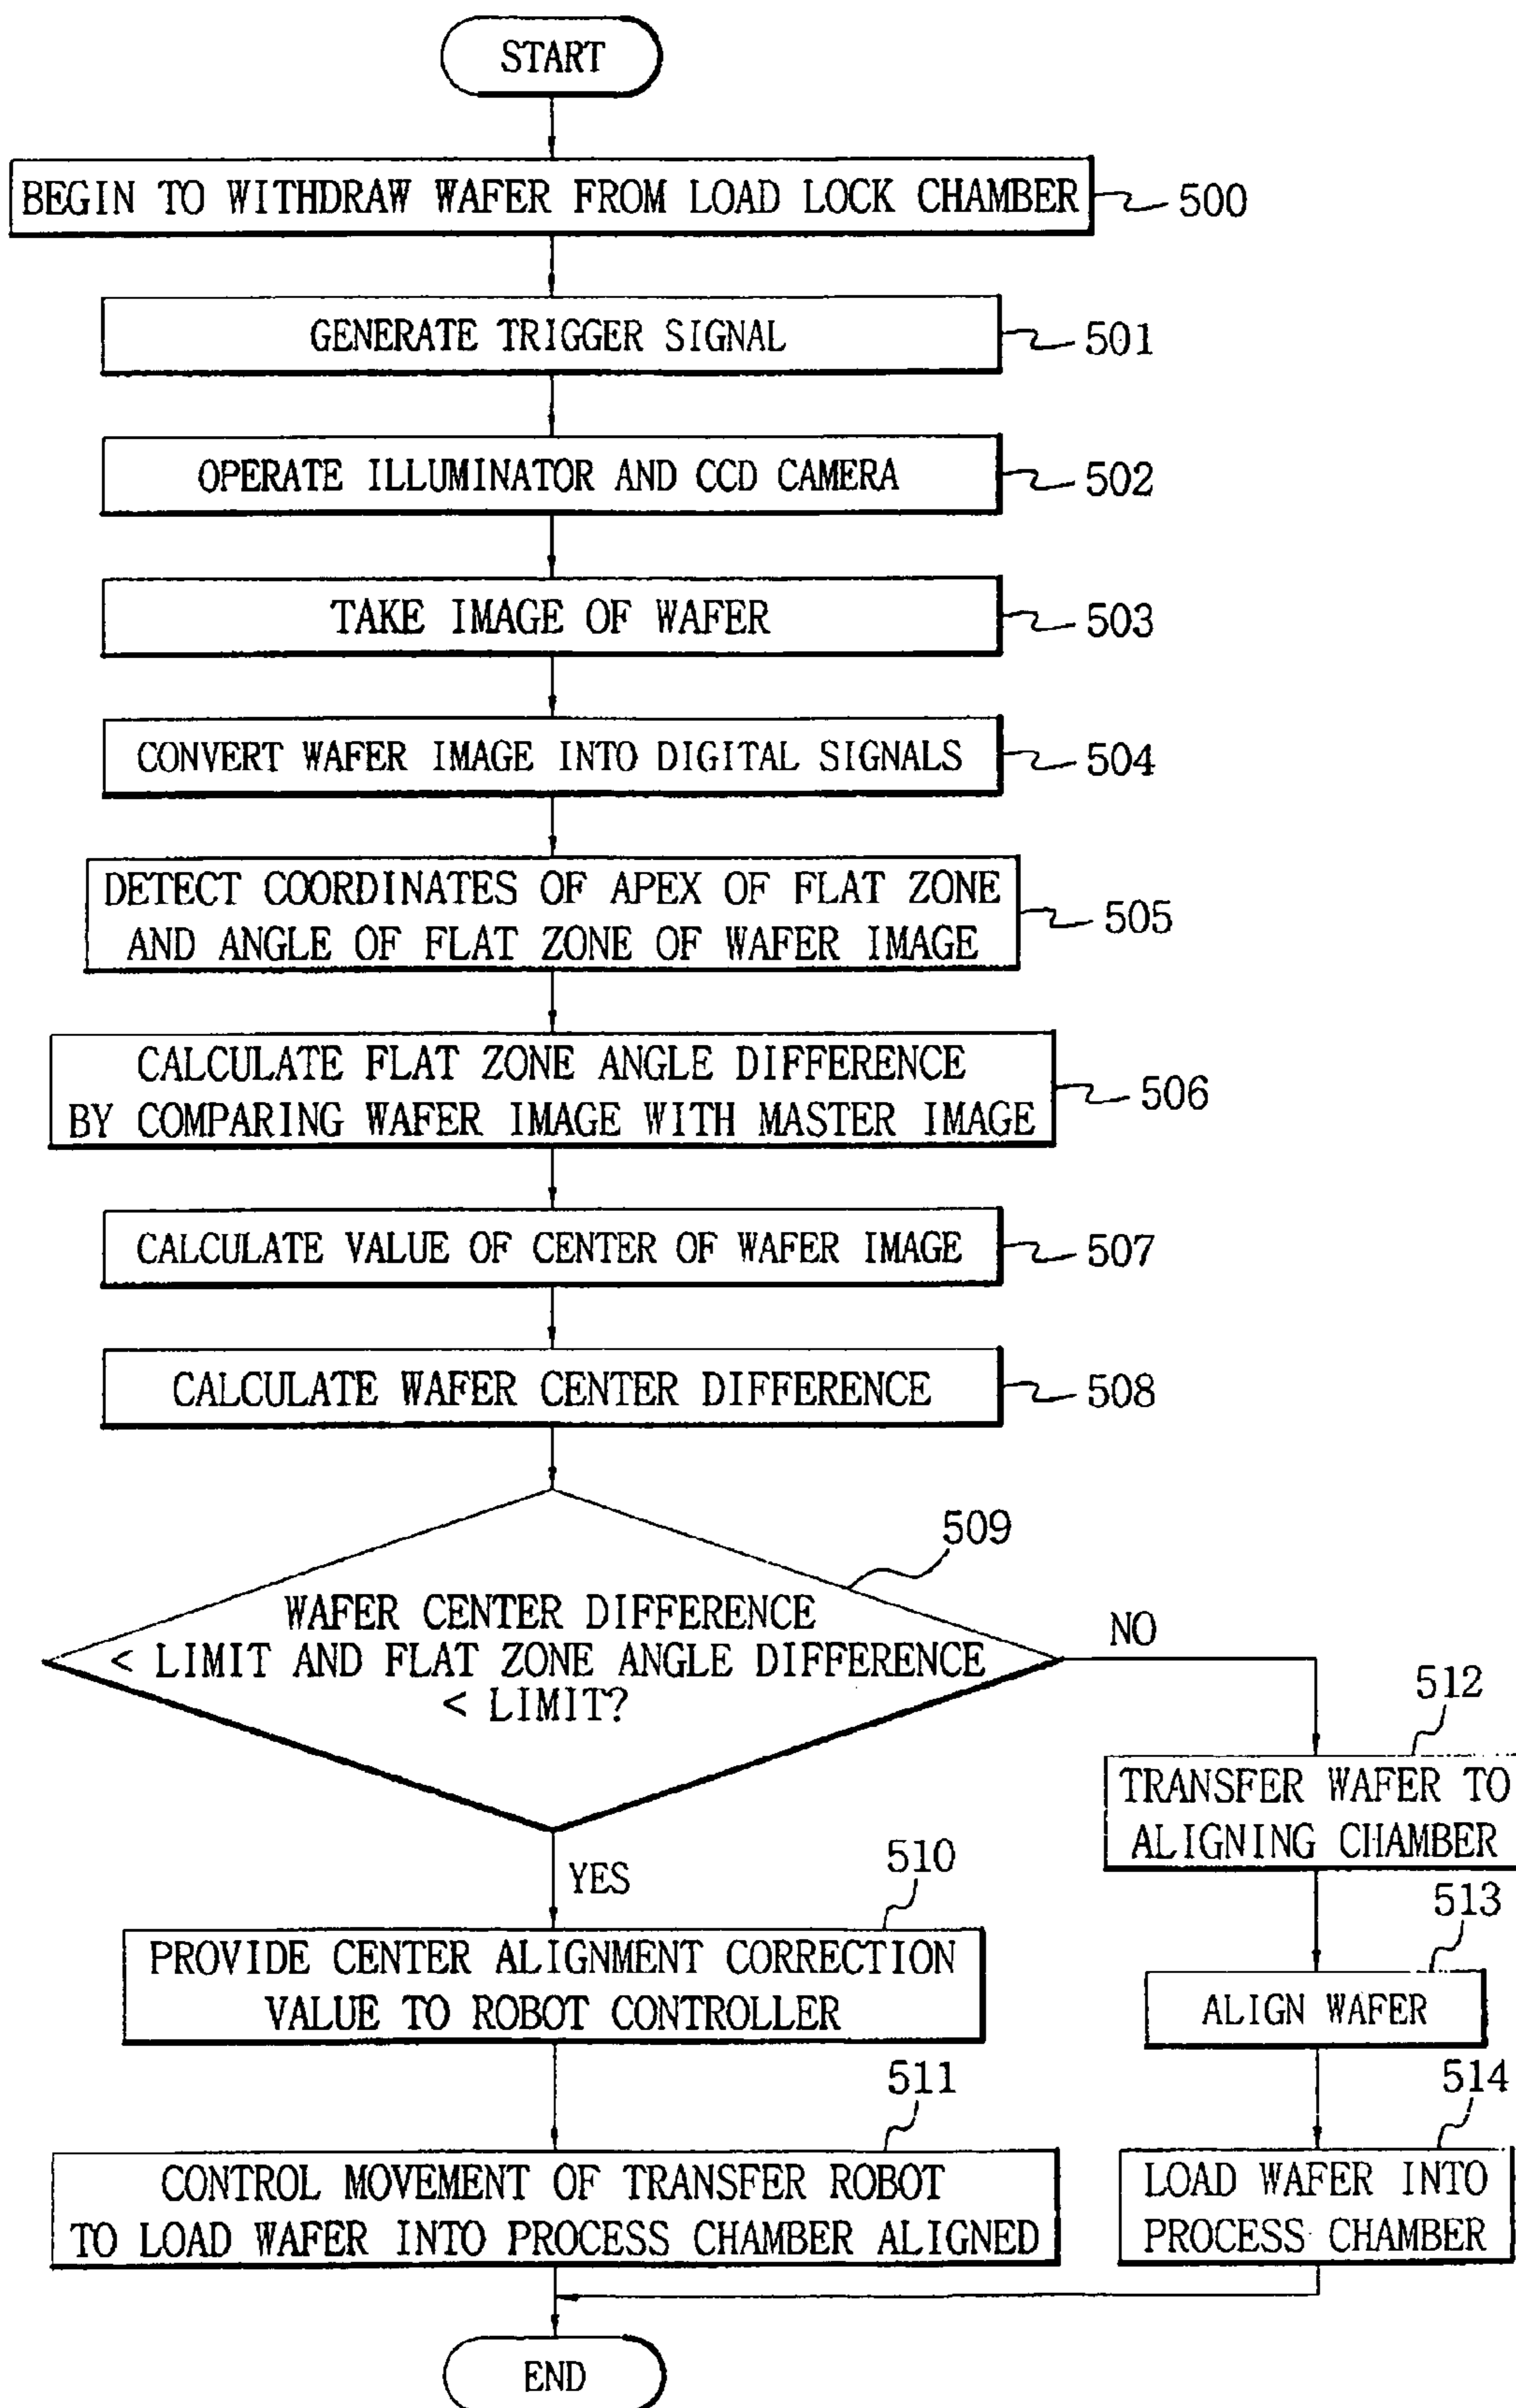 START
BEGIN TO WITHDRAW WAFER FROM LOAD LOCK CHAMBER
500
GENERATE TRIGGER SIGNAL
501
OPERATE ILLUMINATOR AND CCD CAMERA
502
TAKE IMAGE OF WAFER
503
CONVERT WAFER IMAGE INTO DIGITAL SIGNALS
504
DETECT COORDINATES OF APEX OF FLAT ZONE
AND ANGLE OF FLAT ZONE OF WAFER IMAGE
505
CALCULATE FLAT ZONE ANGLE DIFFERENCE
BY COMPARING WAFER IMAGE WITH MASTER IMAGE
506
CALCULATE VALUE OF CENTER OF WAFER IMAGE
507
CALCULATE WAFER CENTER DIFFERENCE
508
509
WAFER CENTER DIFFERENCE
< LIMIT AND FLAT ZONE ANGLE DIFFERENCE
< LIMIT?
NO
512
TRANSFER WAFER TO
ALIGNING CHAMBER
YES
510
PROVIDE CENTER ALIGNMENT CORRECTION
VALUE TO ROBOT CONTROLLER
513
ALIGN WAFER
511
CONTROL MOVEMENT OF TRANSFER ROBOT
TO LOAD WAFER INTO PROCESS CHAMBER ALIGNED
514
LOAD WAFER INTO
PROCESS CHAMBER
END